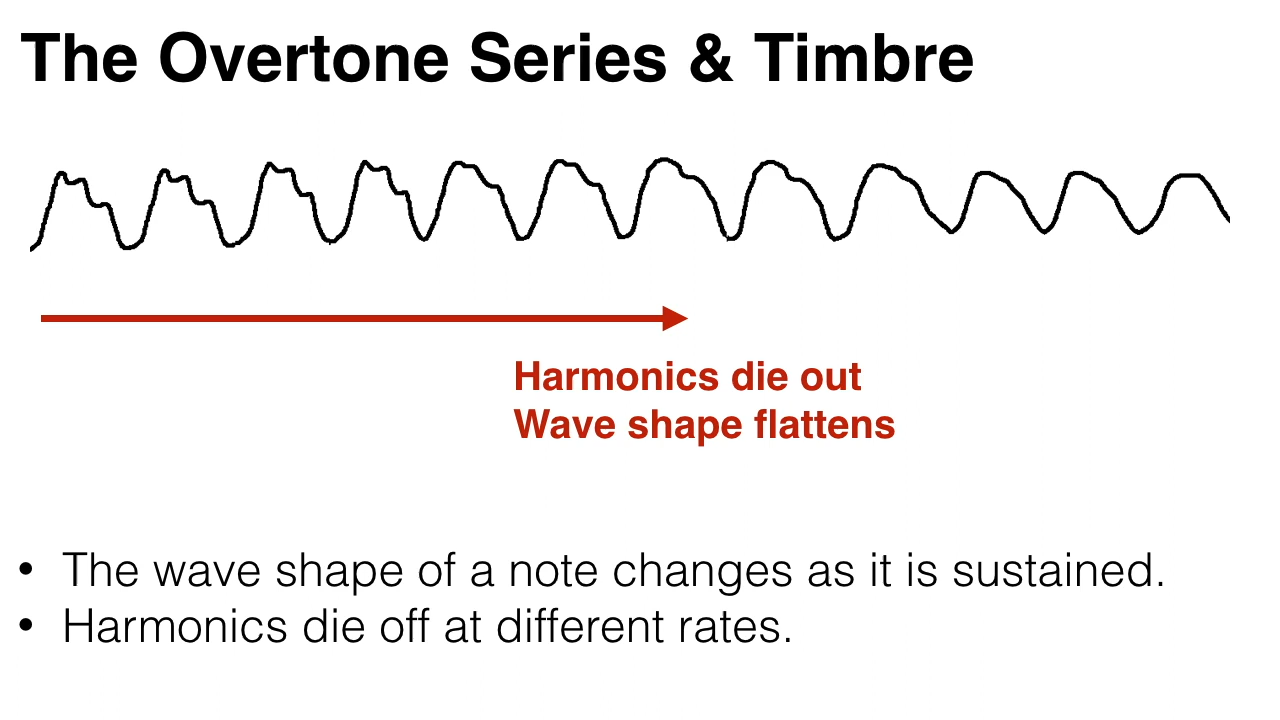 The Overtone Series & Timbre
Harmonics die out
Wave shape flattens
• The wave shape of a note changes as it is sustained.
• Harmonics die off at different rates.